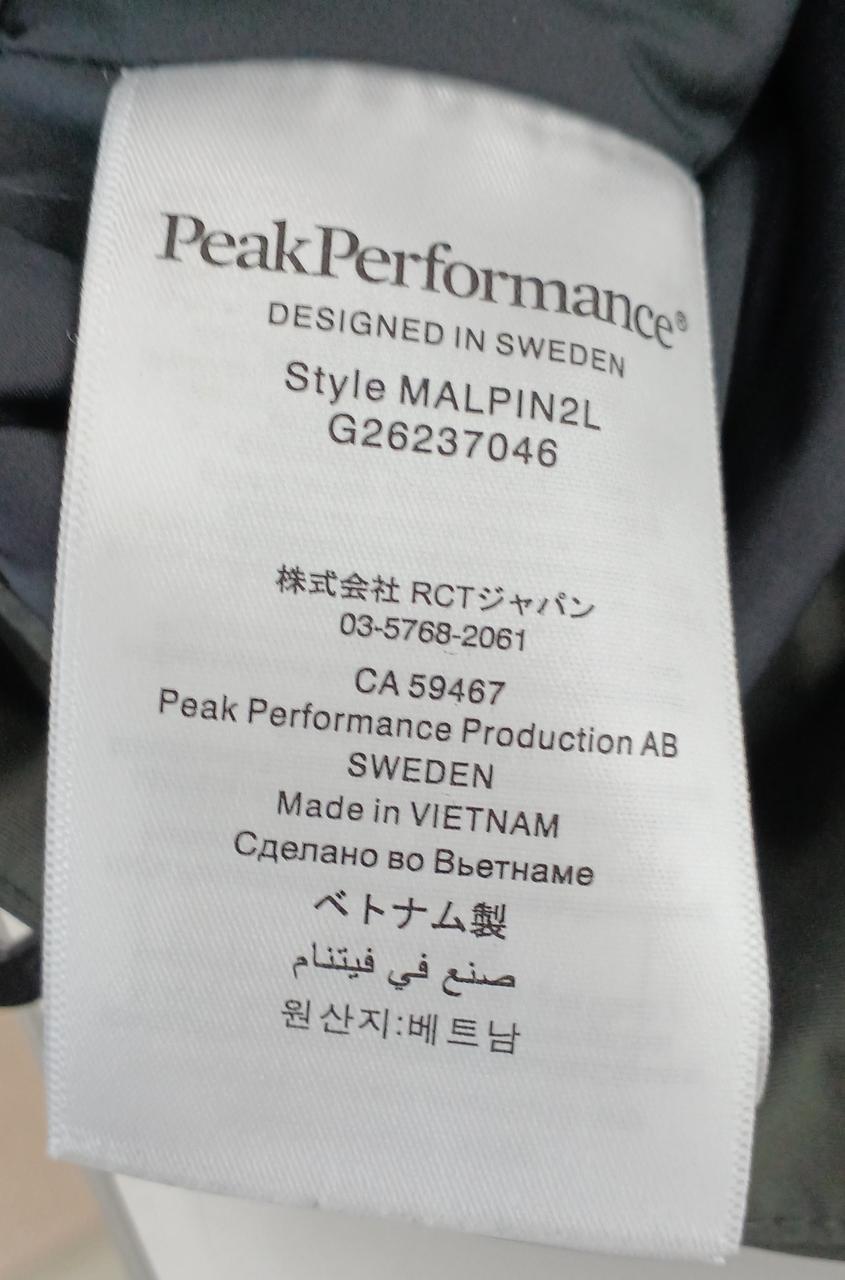 PeakPerformance®
DESIGNED IN SWEDEN
Style MALPIN2L
G26237046
株式会社 RCTジャパン
03-5768-2061
CA 59467
Peak Performance Production AB
SWEDEN
Made in VIETNAM
Сделано во Вьетнаме
ベトナム製
صنع في فيتنام
원산지:베트남